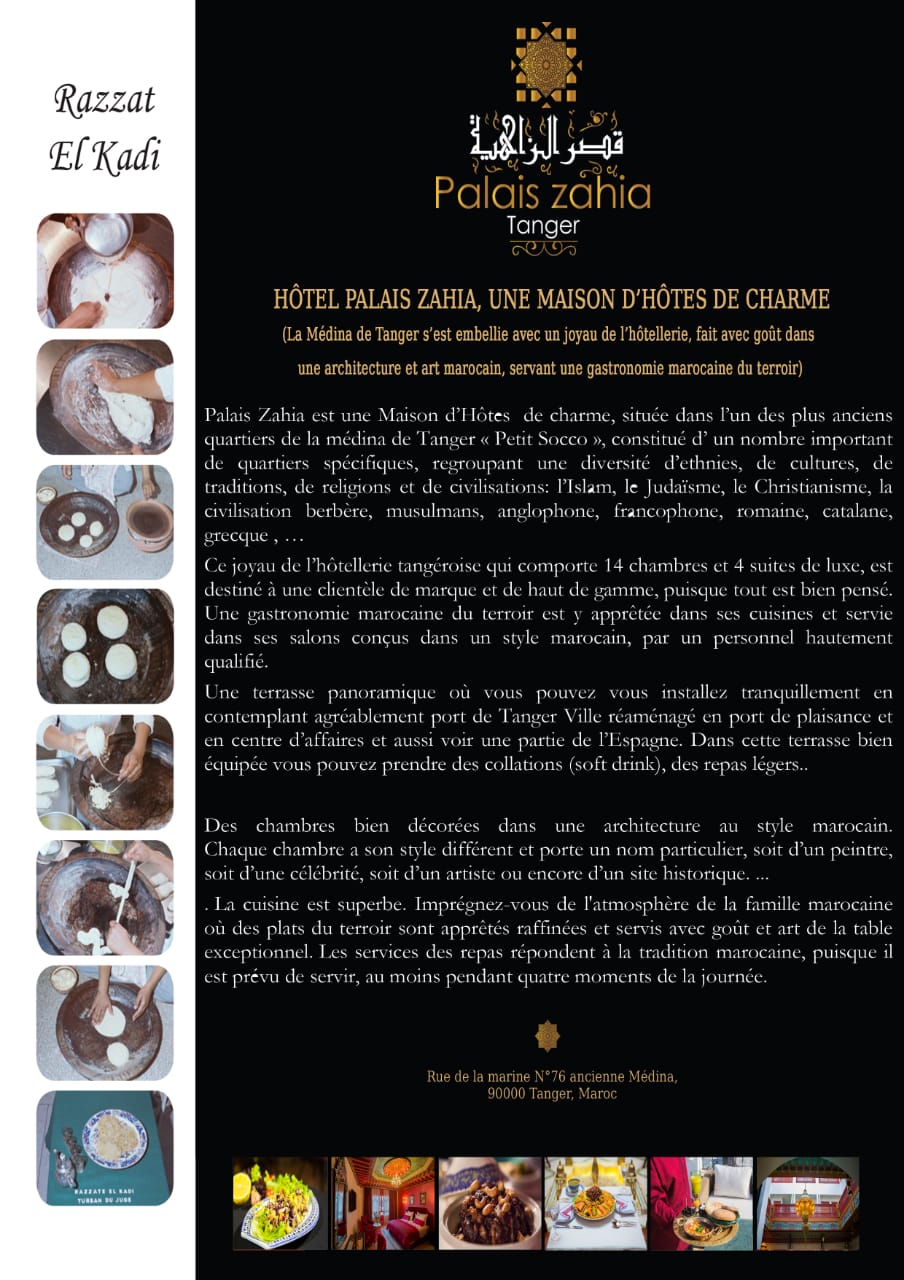 Razzat
El Kadi
RAZZATE EL KADI
TURBAN DU JUGE
قصر الزاهية
Palais zahia
Tanger
HÔTEL PALAIS ZAHIA, UNE MAISON D’HÔTES DE CHARME
(La Médina de Tanger s’est embellie avec un joyau de l’hôtellerie, fait avec goût dans
une architecture et art marocain, servant une gastronomie marocaine du terroir)
Palais Zahia est une Maison d’Hôtes de charme, située dans l’un des plus anciens
quartiers de la médina de Tanger « Petit Socco », constitué d’ un nombre important
de quartiers spécifiques, regroupant une diversité d’ethnies, de cultures, de
traditions, de religions et de civilisations: l’Islam, le Judaïsme, le Christianisme, la
civilisation berbère, musulmans, anglophone, francophone, romaine, catalane,
grecque , …
Ce joyau de l’hôtellerie tangéroise qui comporte 14 chambres et 4 suites de luxe, est
destiné à une clientèle de marque et de haut de gamme, puisque tout est bien pensé.
Une gastronomie marocaine du terroir est y apprêtée dans ses cuisines et servie
dans ses salons conçus dans un style marocain, par un personnel hautement
qualifié.
Une terrasse panoramique où vous pouvez vous installez tranquillement en
contemplant agréablement port de Tanger Ville réaménagé en port de plaisance et
en centre d’affaires et aussi voir une partie de l’Espagne. Dans cette terrasse bien
équipée vous pouvez prendre des collations (soft drink), des repas légers..
Des chambres bien décorées dans une architecture au style marocain.
Chaque chambre a son style différent et porte un nom particulier, soit d’un peintre,
soit d’une célébrité, soit d’un artiste ou encore d’un site historique. ...
. La cuisine est superbe. Imprégnez-vous de l'atmosphère de la famille marocaine
où des plats du terroir sont apprêtés raffinées et servis avec goût et art de la table
exceptionnel. Les services des repas répondent à la tradition marocaine, puisque il
est prévu de servir, au moins pendant quatre moments de la journée.
Rue de la marine N°76 ancienne Médina,
90000 Tanger, Maroc